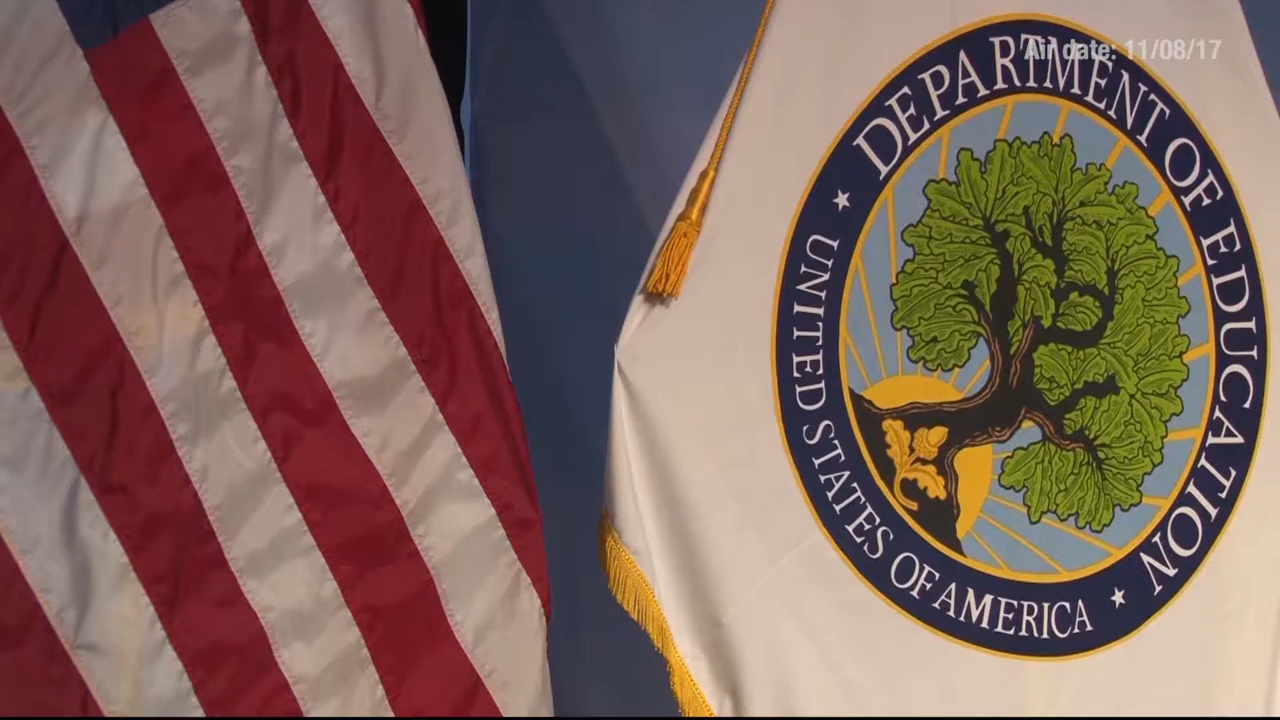 Air date: 11/08/17
DEPARTMENT OF EDUCATION
UNITED STATES OF AMERICA